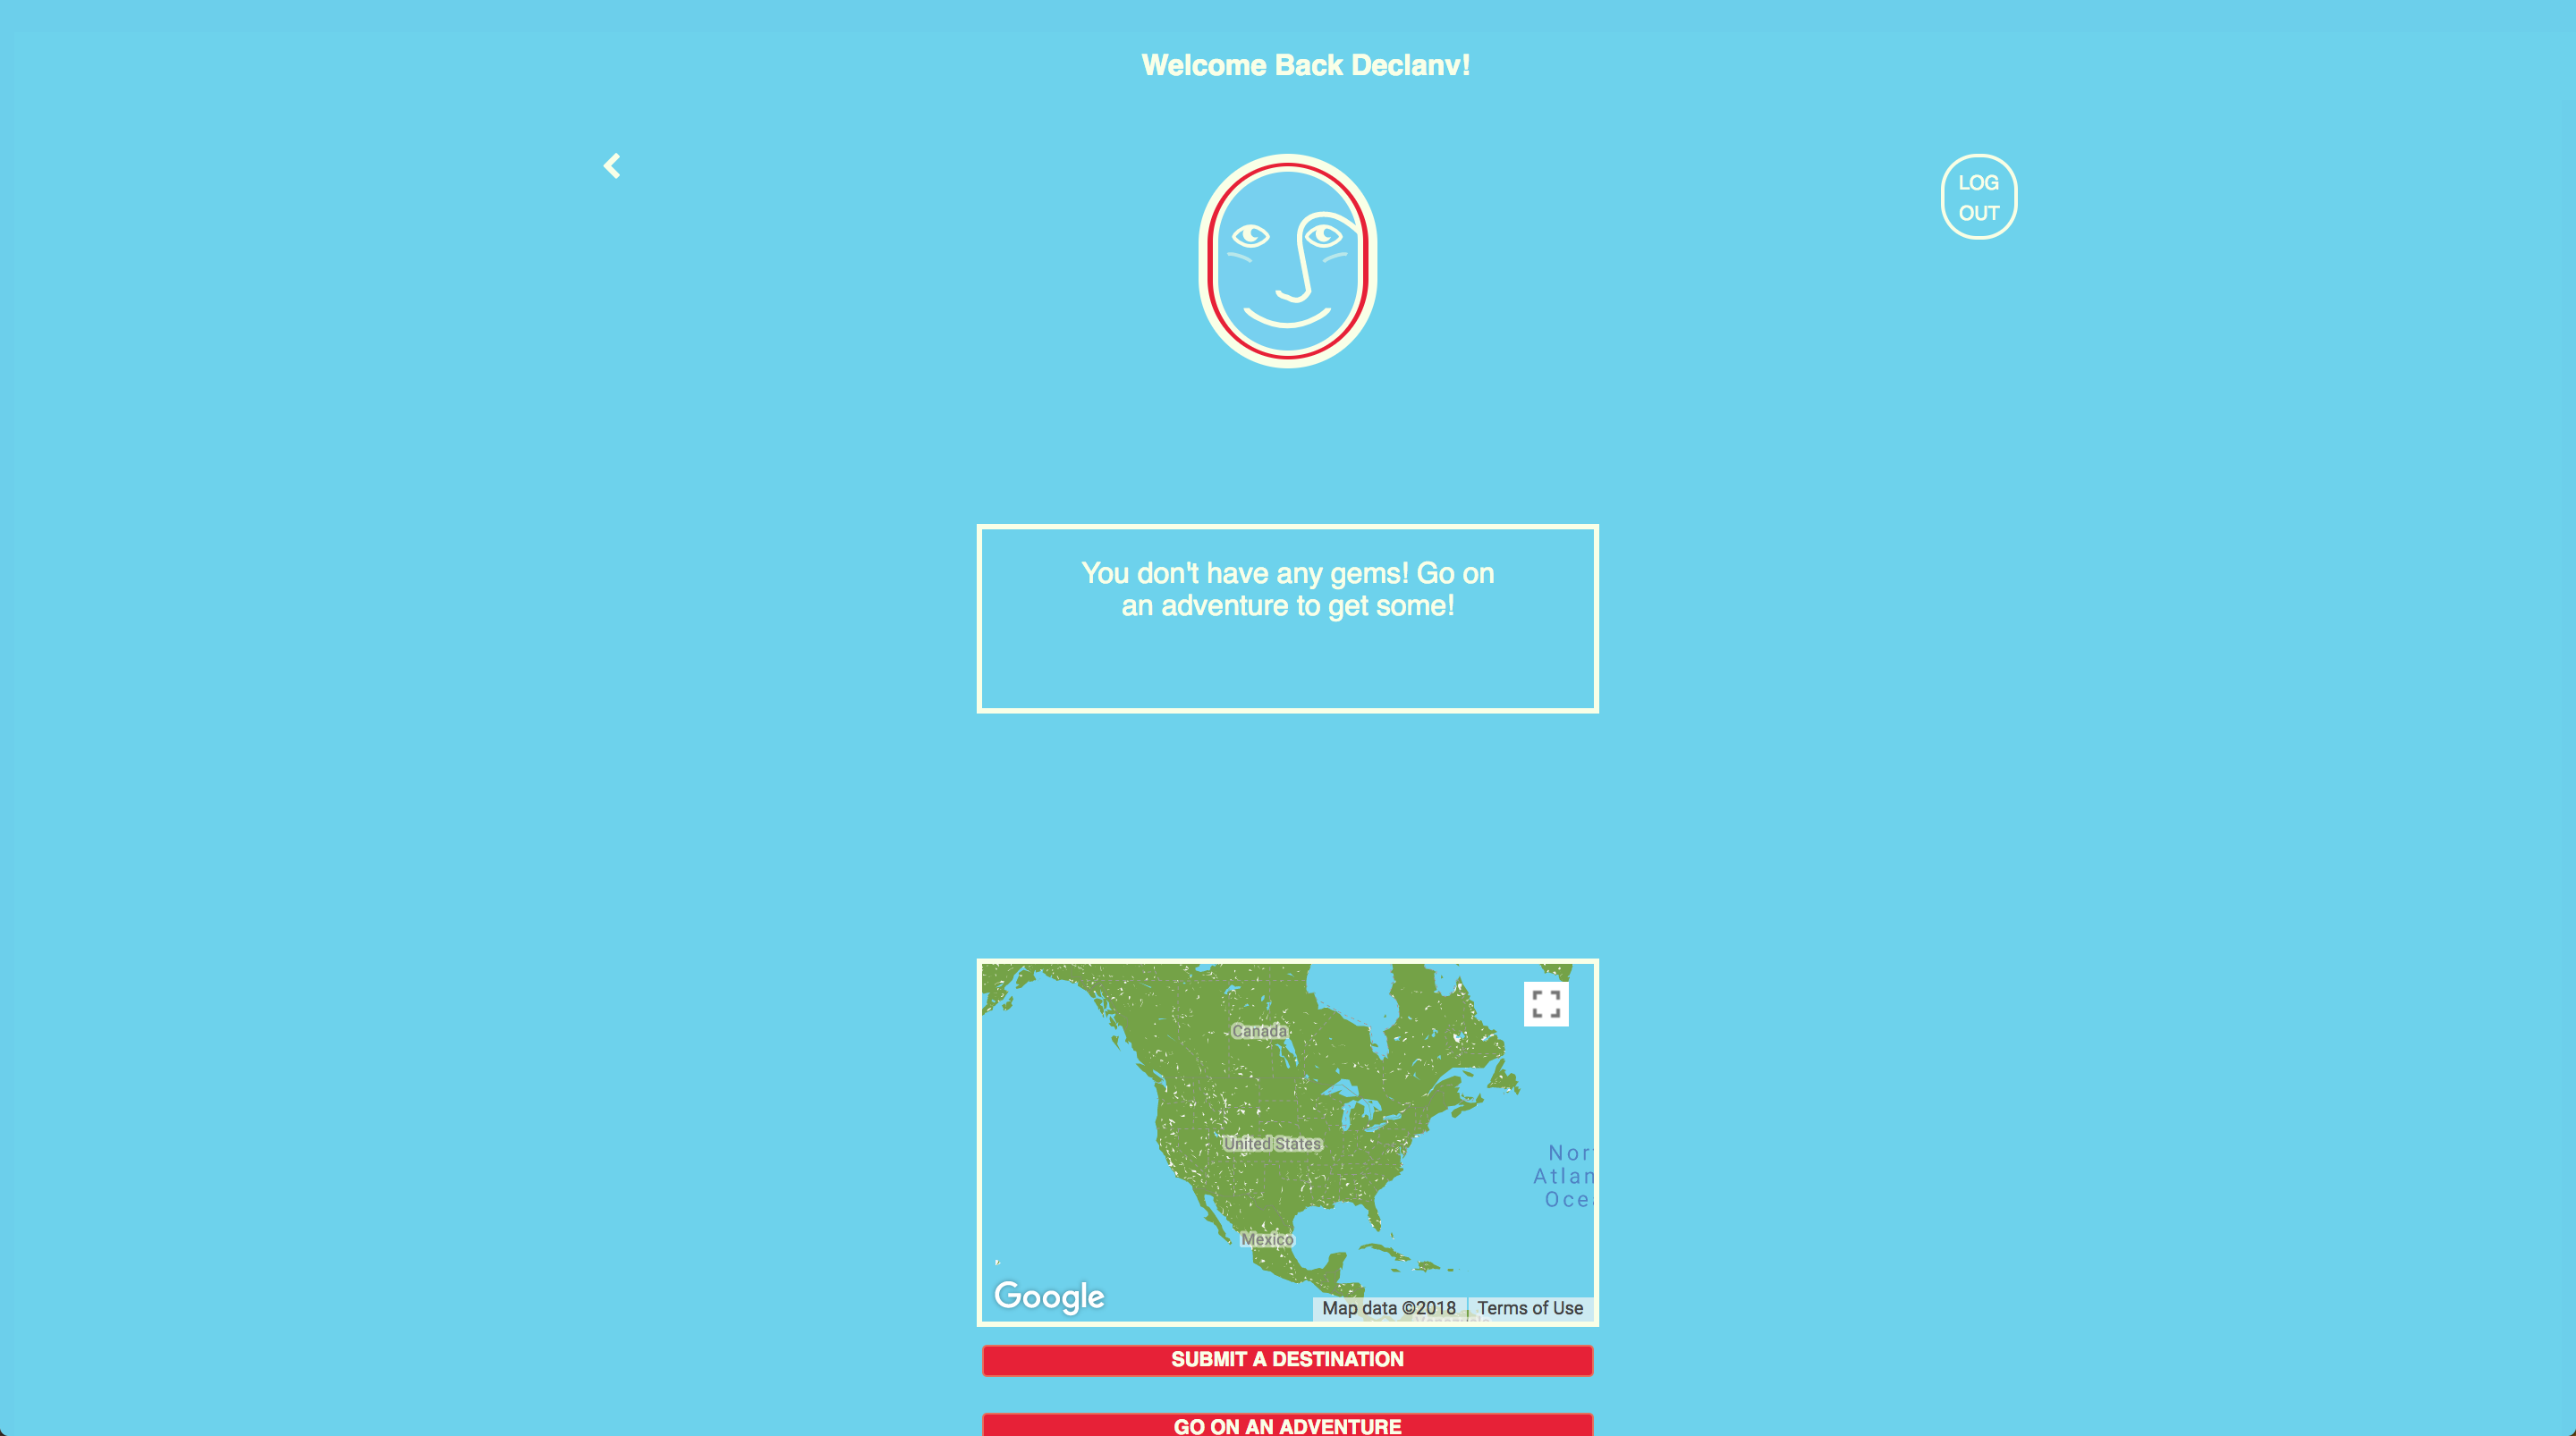 Welcome Back Declanv!
LOG
OUT
You don't have any gems! Go on
an adventure to get some!
Canada
United States
Nor
Atlan
Oce
Mexico
Google
Map data ©2018 Terms of Use
SUBMIT A DESTINATION
GO ON AN ADVENTURE